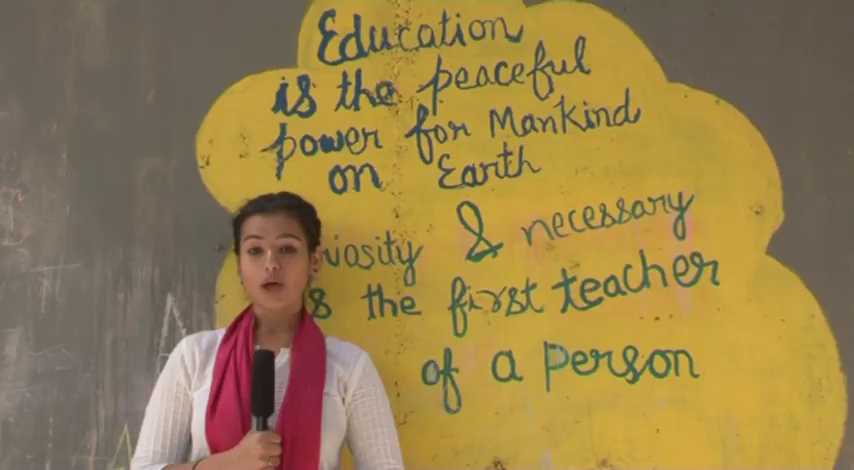 Education
is the peaceful
power for Mankind
on Earth
& necessary
the first teacher
of a person